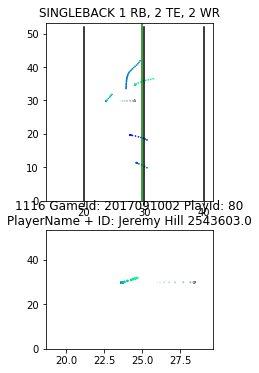 SINGLEBACK 1 RB, 2 TE, 2 WR
50
40
30
20
10
0
20 30 40
1116 GameId: 2017091002 PlayId: 80
PlayerName + ID: Jeremy Hill 2543603.0
40
20
0
20.0 22.5 25.0 27.5